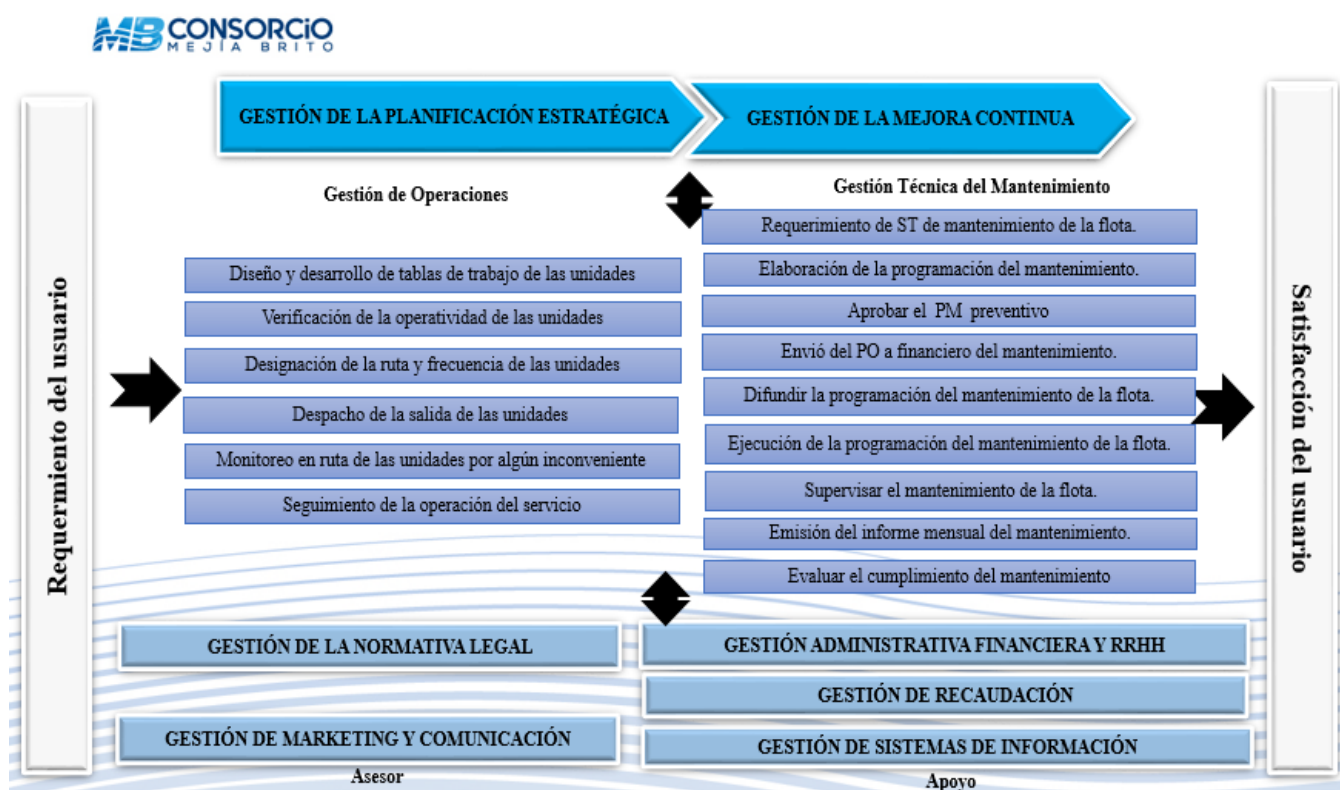 MB CONSORCiO
MEJÍA BRITO
GESTIÓN DE LA PLANIFICACIÓN ESTRATÉGICA
GESTIÓN DE LA MEJORA CONTINUA
Requermiento del usuario
Gestión de Operaciones
Diseño y desarrollo de tablas de trabajo de las unidades
Verificación de la operatividad de las unidades
Designación de la ruta y frecuencia de las unidades
Despacho de la salida de las unidades
Monitoreo en ruta de las unidades por algún inconveniente
Seguimiento de la operación del servicio
Gestión Técnica del Mantenimiento
Requerimiento de ST de mantenimiento de la flota.
Elaboración de la programación del mantenimiento.
Aprobar el PM preventivo
Envió del PO a financiero del mantenimiento.
Difundir la programación del mantenimiento de la flota.
Ejecución de la programación del mantenimiento de la flota.
Supervisar el mantenimiento de la flota.
Emisión del informe mensual del mantenimiento.
Evaluar el cumplimiento del mantenimiento
Satisfacción del usuario
GESTIÓN DE LA NORMATIVA LEGAL
GESTIÓN DE MARKETING Y COMUNICACIÓN
Asesor
GESTIÓN ADMINISTRATIVA FINANCIERA Y RRHH
GESTIÓN DE RECAUDACIÓN
GESTIÓN DE SISTEMAS DE INFORMACIÓN
Apoyo